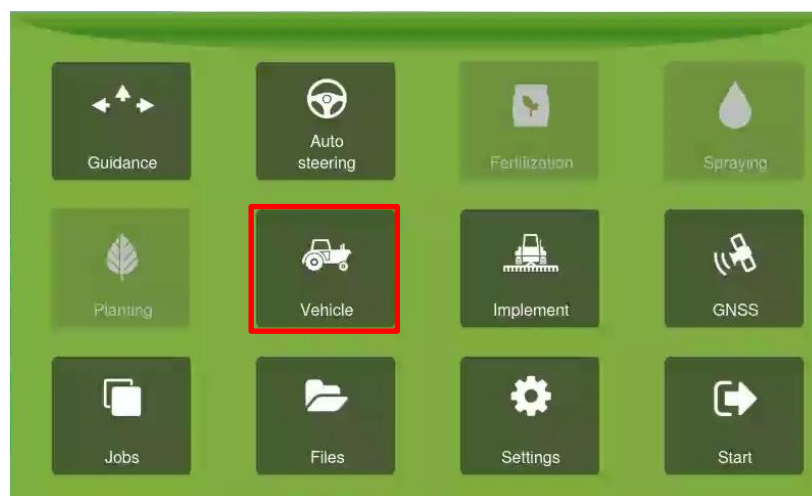 Guidance
Auto
steering
Fertilization
Spraying
Planting
Vehicle
Implement
GNSS
Jobs
Files
Settings
Start